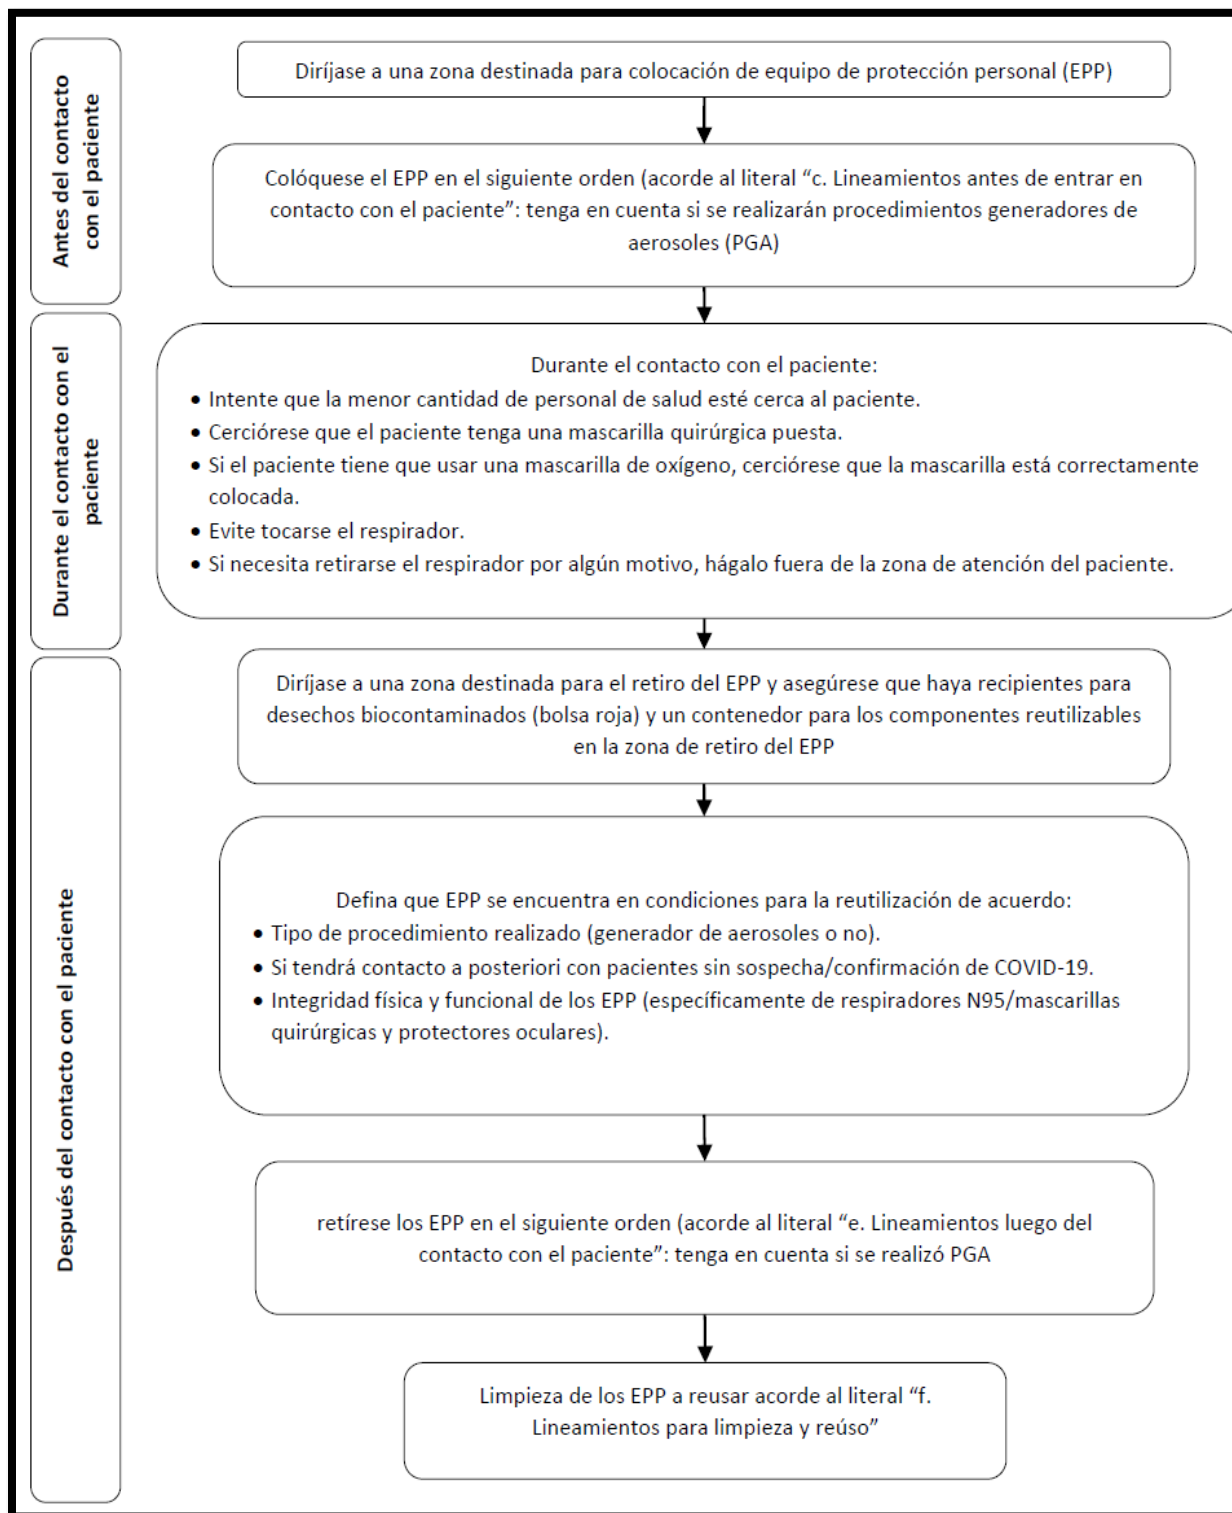 Antes del contacto
con el paciente
Diríjase a una zona destinada para colocación de equipo de protección personal (EPP)
Colóquese el EPP en el siguiente orden (acorde al literal “c. Lineamientos antes de entrar en
contacto con el paciente”: tenga en cuenta si se realizarán procedimientos generadores de
aerosoles (PGA)
Durante el contacto con el
paciente
Durante el contacto con el paciente:
• Intente que la menor cantidad de personal de salud esté cerca al paciente.
• Cerciórese que el paciente tenga una mascarilla quirúrgica puesta.
• Si el paciente tiene que usar una mascarilla de oxígeno, cerciórese que la mascarilla está correctamente
colocada.
• Evite tocarse el respirador.
• Si necesita retirarse el respirador por algún motivo, hágalo fuera de la zona de atención del paciente.
Después del contacto con el paciente
Diríjase a una zona destinada para el retiro del EPP y asegúrese que haya recipientes para
desechos biocontaminados (bolsa roja) y un contenedor para los componentes reutilizables
en la zona de retiro del EPP
Defina que EPP se encuentra en condiciones para la reutilización de acuerdo:
• Tipo de procedimiento realizado (generador de aerosoles o no).
• Si tendrá contacto a posteriori con pacientes sin sospecha/confirmación de COVID-19.
• Integridad física y funcional de los EPP (específicamente de respiradores N95/mascarillas
quirúrgicas y protectores oculares).
retírese los EPP en el siguiente orden (acorde al literal “e. Lineamientos luego del
contacto con el paciente”: tenga en cuenta si se realizó PGA
Limpieza de los EPP a reusar acorde al literal “f.
Lineamientos para limpieza y reúso”